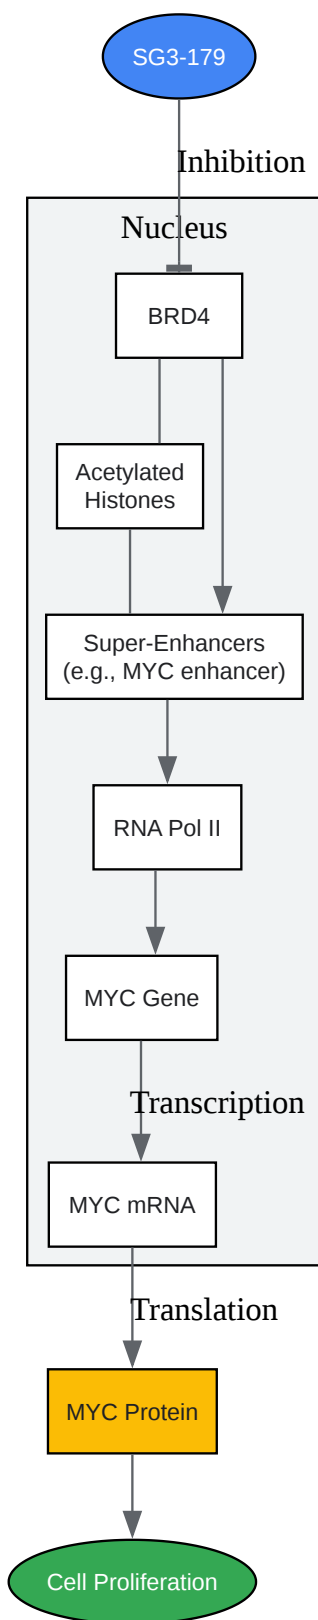 SG3-179
Inhibition
Nucleus
BRD4
Acetylated
Histones
Super-Enhancers
(e.g., MYC enhancer)
RNA Pol II
MYC Gene
Transcription
MYC mRNA
Translation
MYC Protein
Cell Proliferation